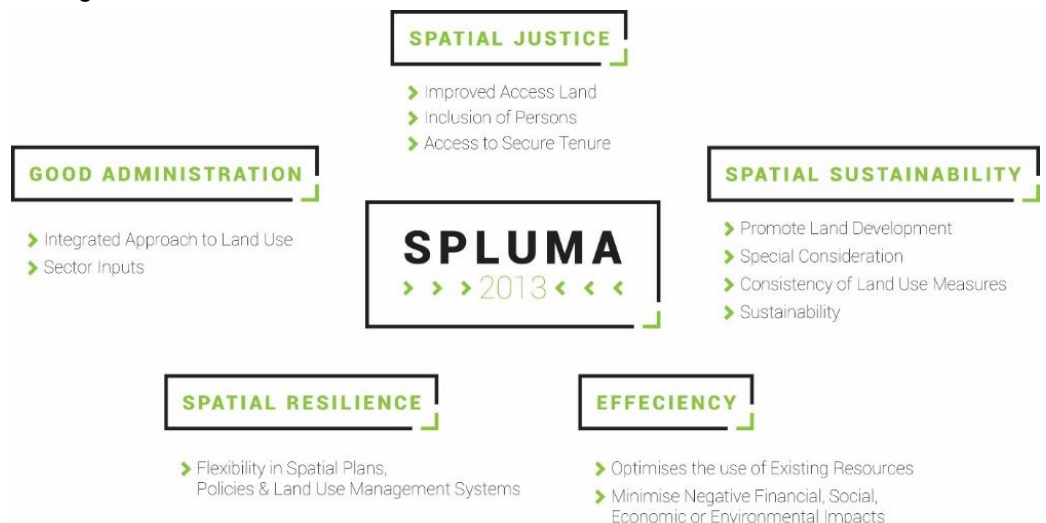 SPATIAL JUSTICE
Improved Access Land
Inclusion of Persons
Access to Secure Tenure
GOOD ADMINISTRATION
Integrated Approach to Land Use
Sector Inputs
SPLUMA
2013
SPATIAL SUSTAINABILITY
Promote Land Development
Special Consideration
Consistency of Land Use Measures
Sustainability
SPATIAL RESILIENCE
Flexibility in Spatial Plans,
Policies & Land Use Management Systems
EFFECIENCY
Optimises the use of Existing Resources
Minimise Negative Financial, Social,
Economic or Environmental Impacts